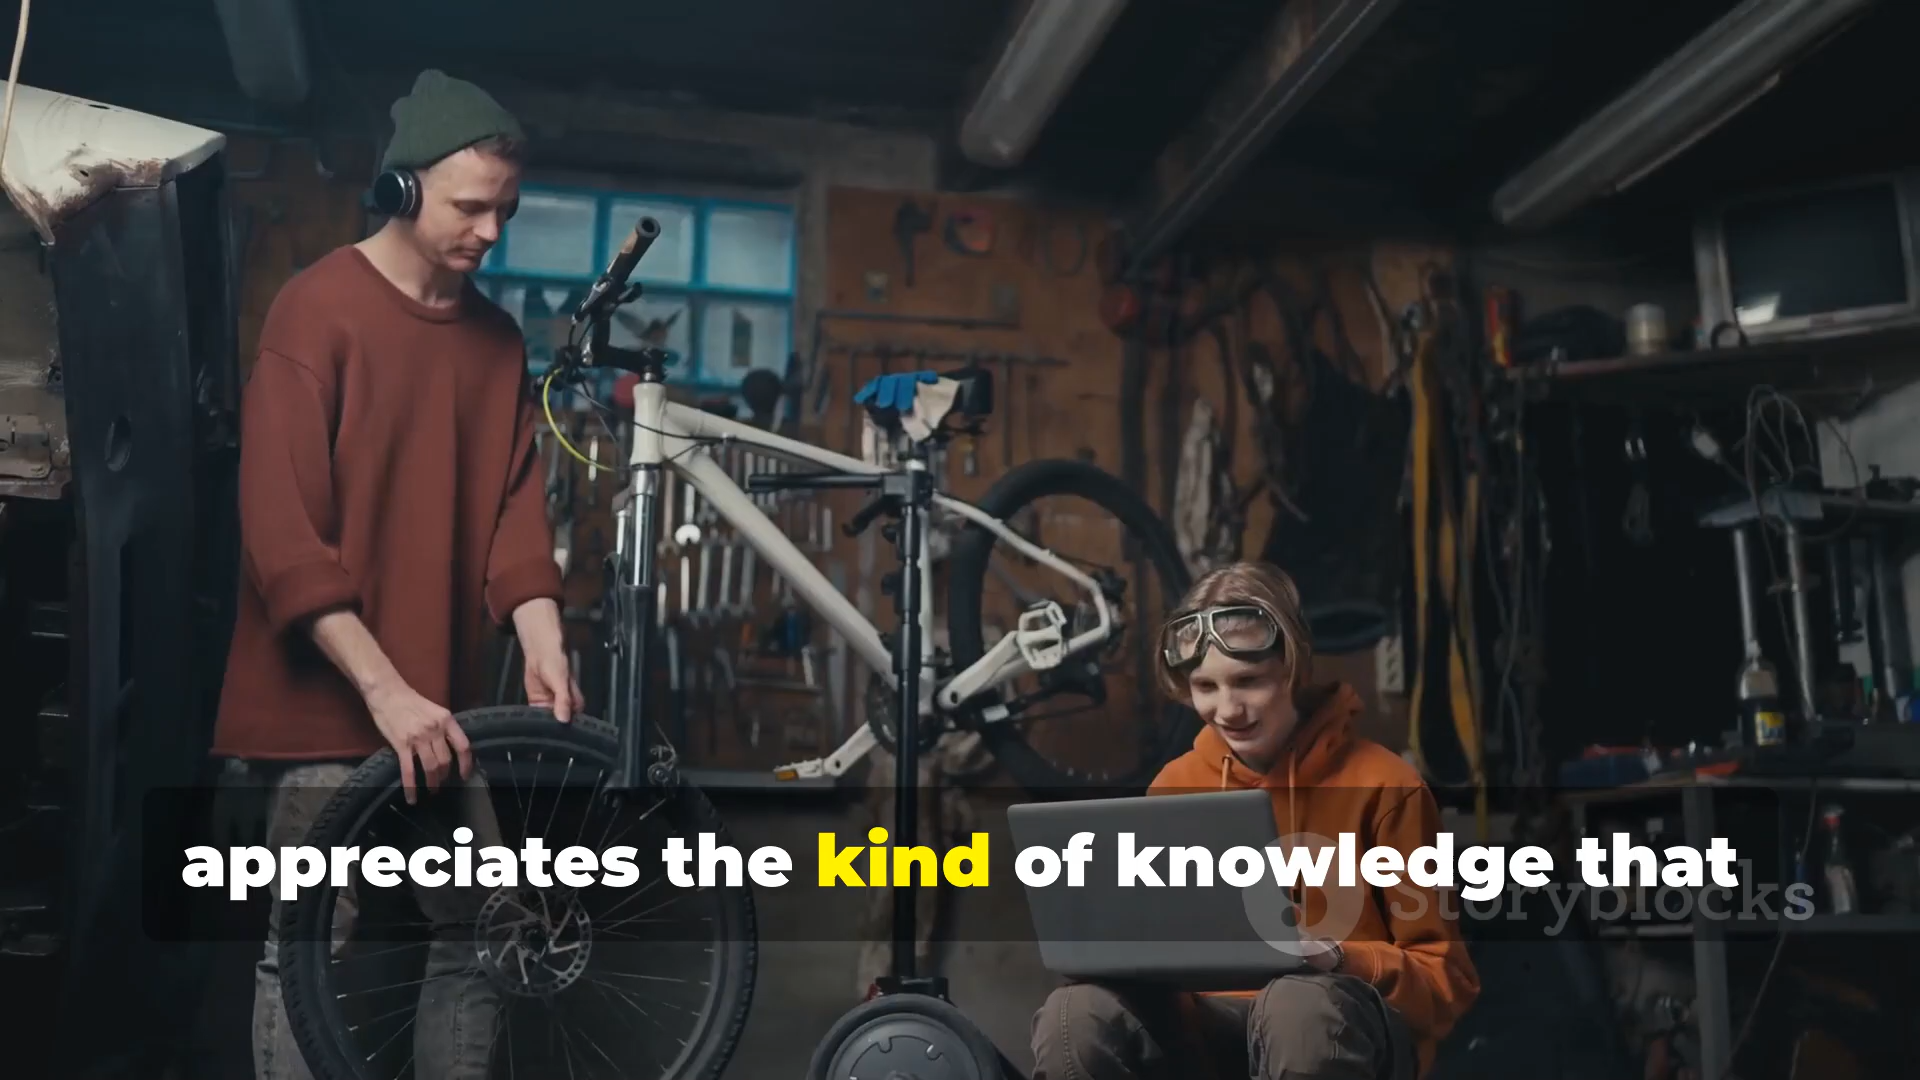 appreciates the kind of knowledge that
Storyblocks